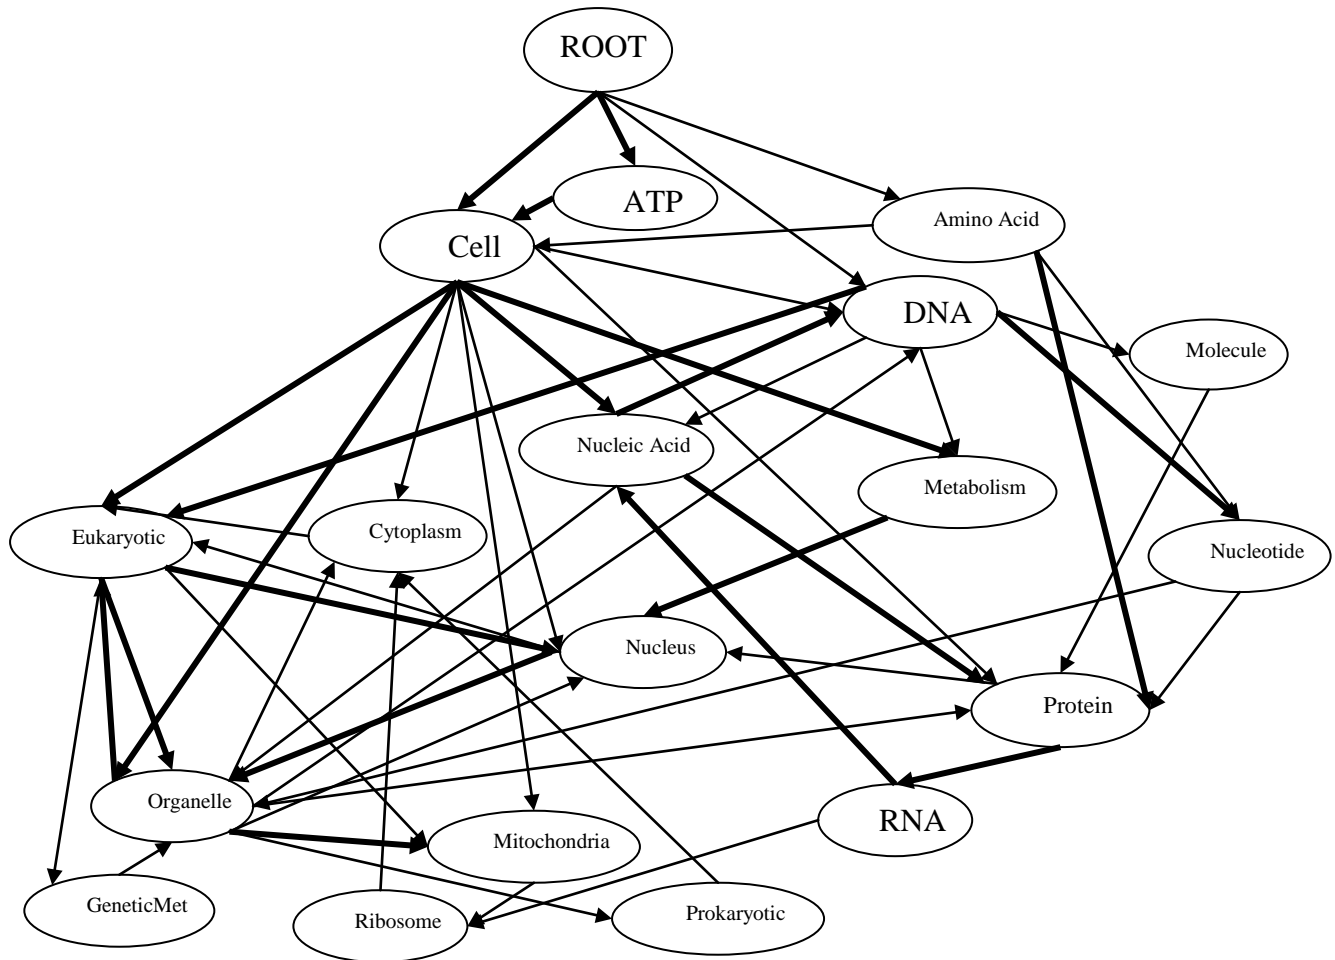 ROOT
ATP
Amino Acid
Cell
DNA
Molecule
Nucleic Acid
Metabolism
Eukaryotic
Cytoplasm
Nucleotide
Nucleus
Protein
Organelle
RNA
Mitochondria
GeneticMet
Ribosome
Prokaryotic